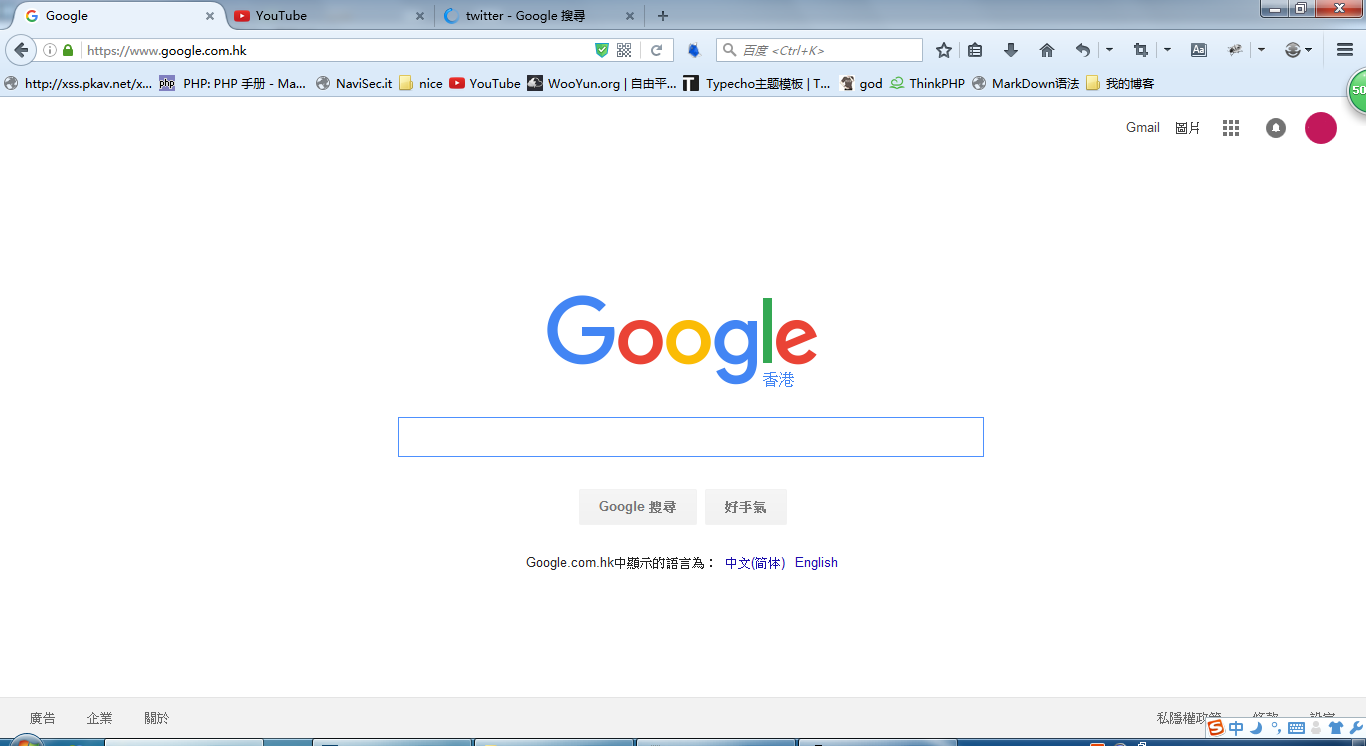 Google
YouTube
twitter - Google 搜尋
https://www.google.com.hk
百度 <Ctrl+K>
http://xss.pkav.net/x... PHP: PHP 手册 - Ma... NaviSec.it nice YouTube WooYun.org | 自由平... Typecho主题模板 | T... god ThinkPHP MarkDown语法 我的博客
50
Gmail 圖片
Google
香港
Google 搜尋 好手氣
Google.com.hk中顯示的語言為： 中文(简体) English
廣告 企業 關於 私隱權政策 條款 設定
中